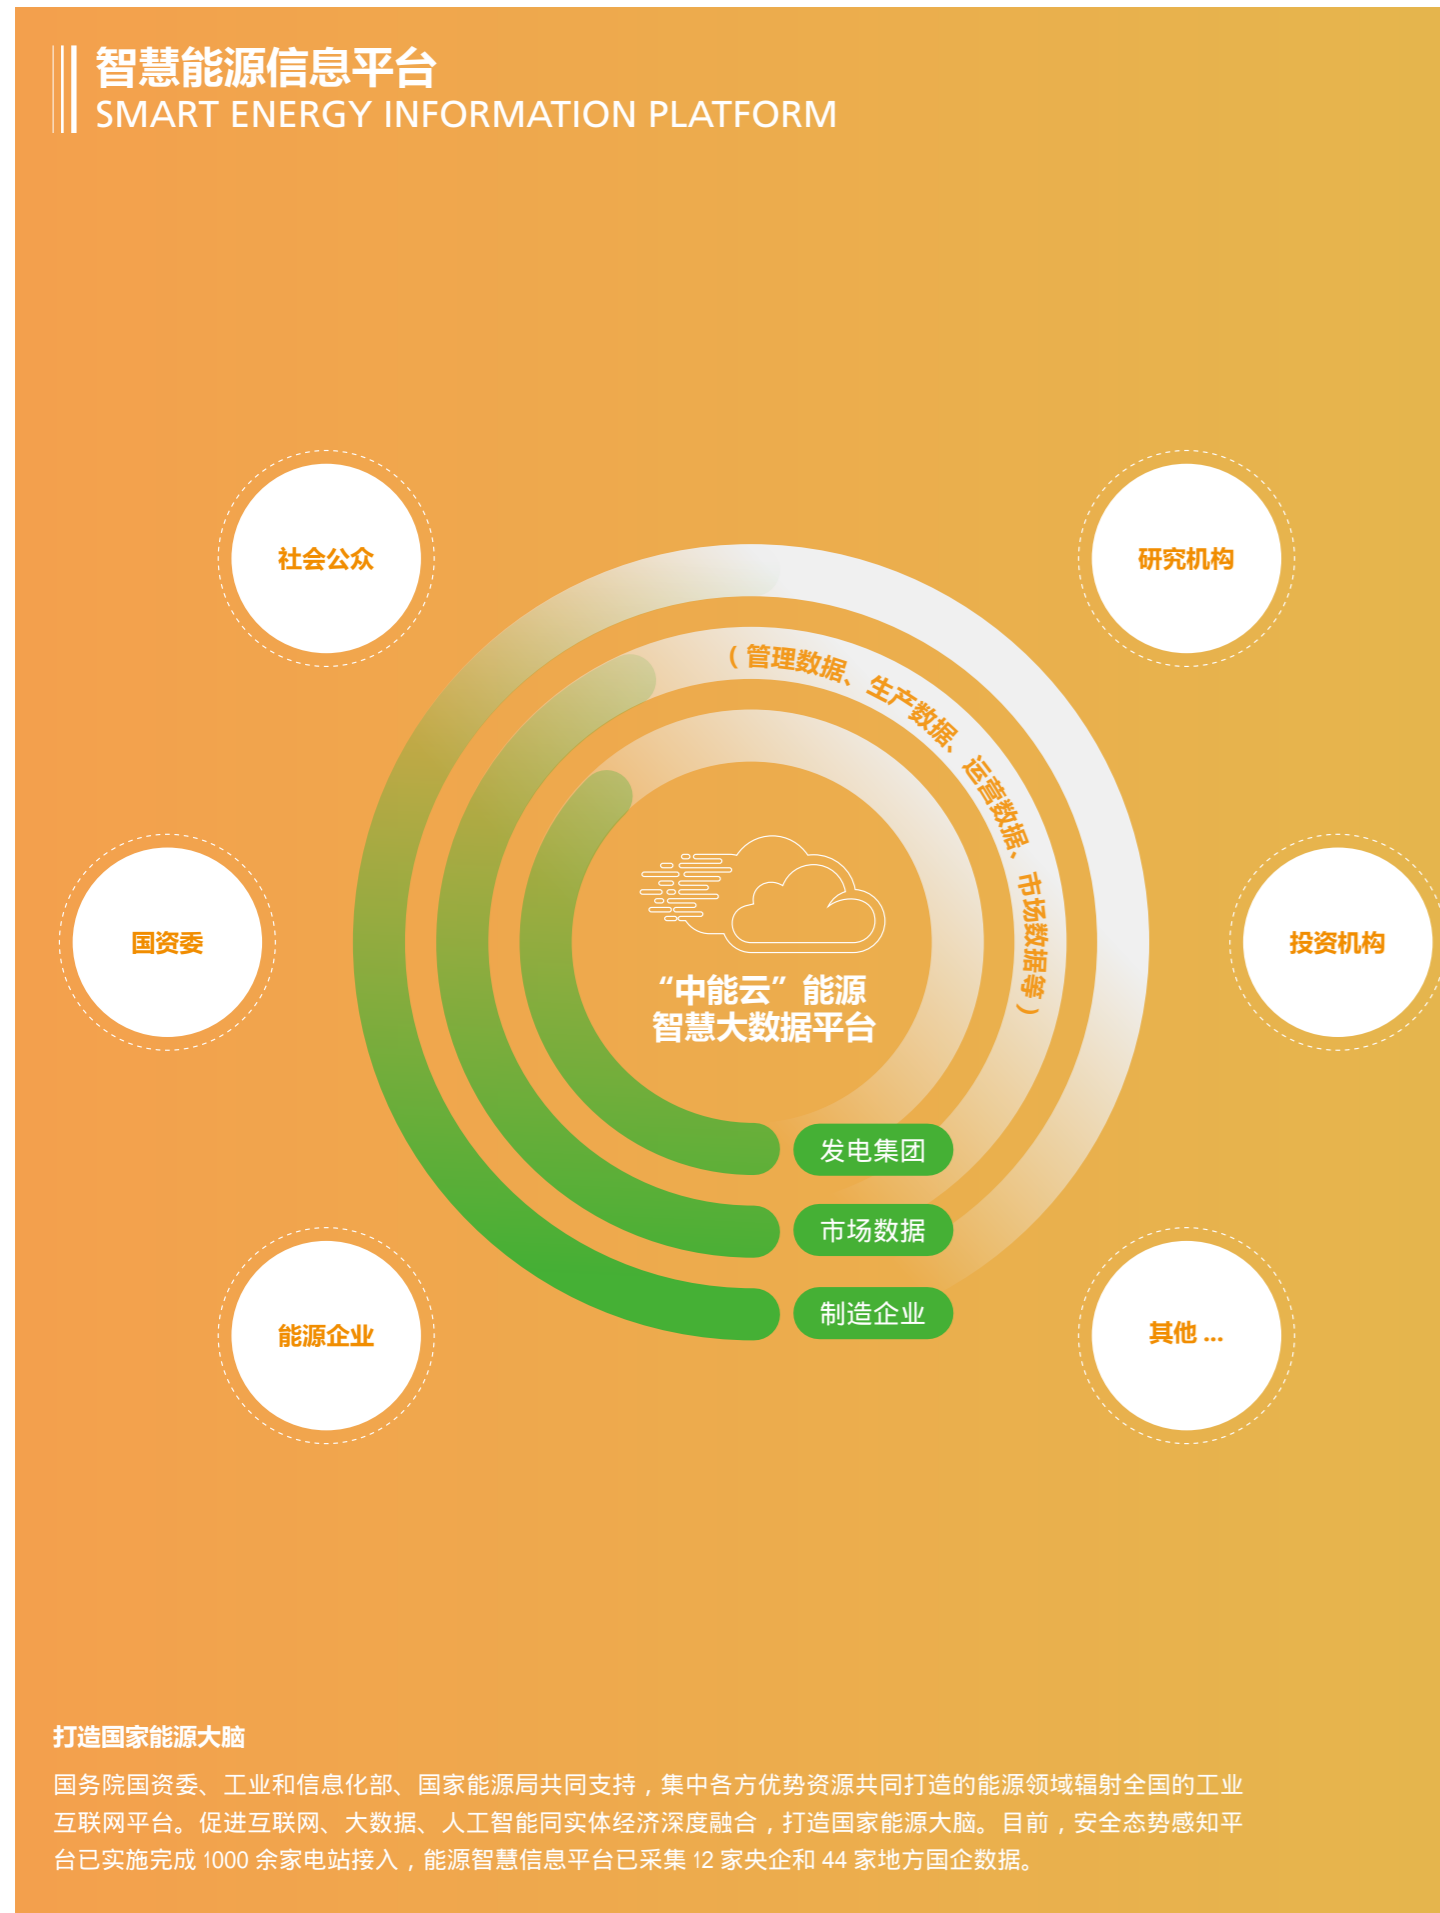 智慧能源信息平台
SMART ENERGY INFORMATION PLATFORM
社会公众
研究机构
（管理数据、生产数据、运营数据、市场数据等）
国资委
投资机构
“中能云”能源
智慧大数据平台
发电集团
市场数据
制造企业
能源企业
其他 ...
打造国家能源大脑
国务院国资委、工业和信息化部、国家能源局共同支持，集中各方优势资源共同打造的能源领域辐射全国的工业
互联网平台。促进互联网、大数据、人工智能同实体经济深度融合，打造国家能源大脑。目前，安全态势感知平
台已实施完成 1000 余家电站接入，能源智慧信息平台已采集 12 家央企和 44 家地方国企数据。